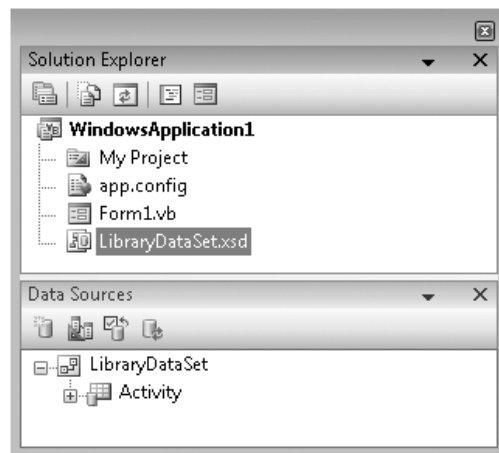 Solution Explorer
WindowsApplication1
My Project
app.config
Form1.vb
LibraryDataSet.xsd
Data Sources
LibraryDataSet
Activity